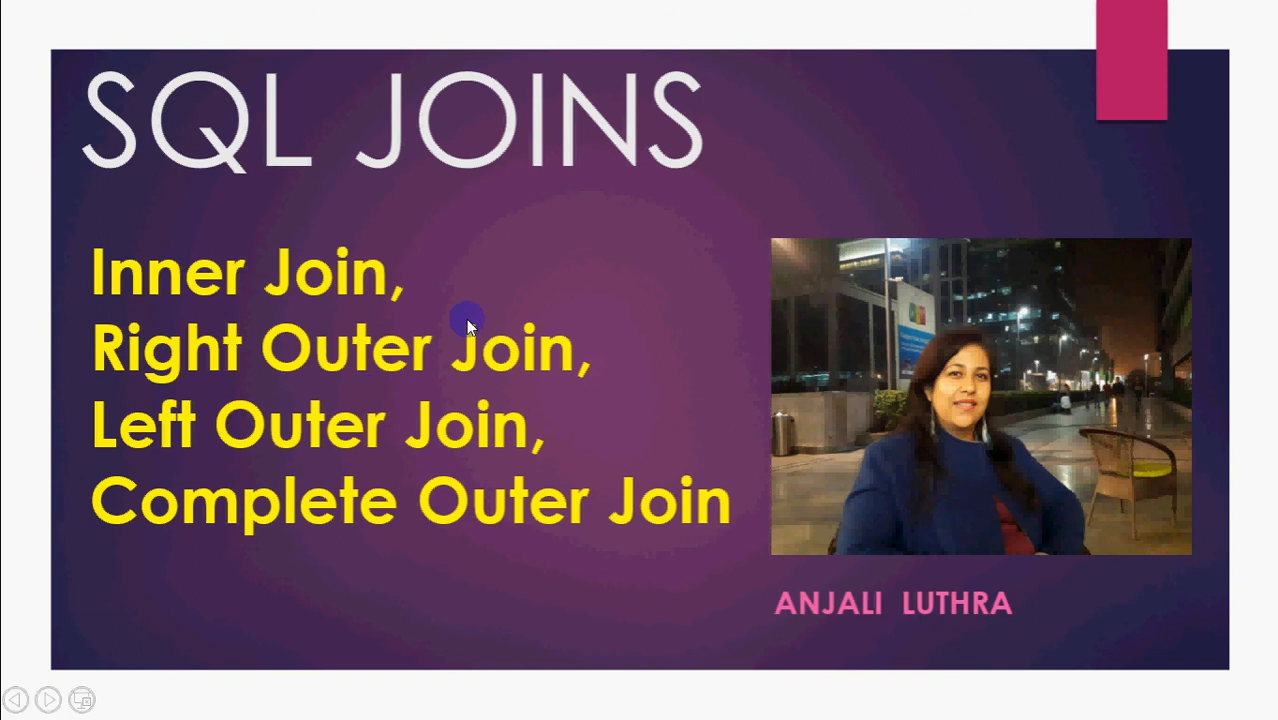 SQL JOINS
Inner Join,
Right Outer Join,
Left Outer Join,
Complete Outer Join
ANJALI LUTHRA